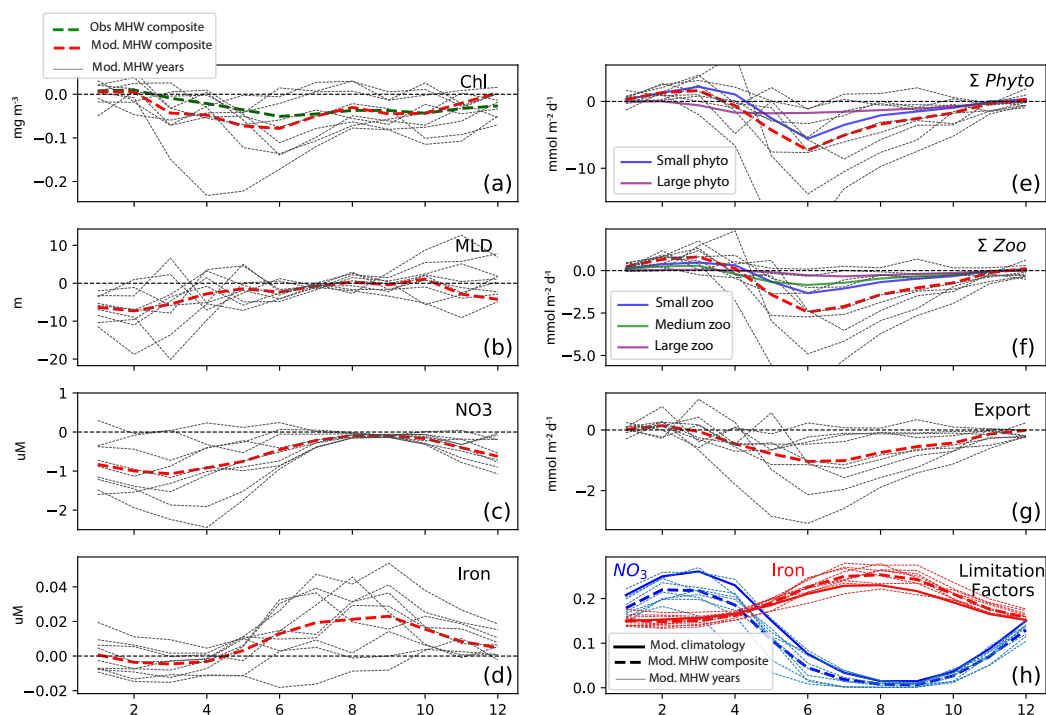 Obs MHW composite
Mod. MHW composite
Mod. MHW years
Chl
0.0
−0.1
−0.2
mg m⁻³
(a)
MLD
10
0
−10
−20
m
(b)
NO3
1
0
−1
−2
uM
(c)
Iron
0.04
0.02
0.00
−0.02
uM
(d)
2 4 6 8 10 12
Σ Phyto
0
−10
mmol m⁻² d⁻¹
Small phyto
Large phyto
(e)
Σ Zoo
0.0
−2.5
−5.0
mmol m⁻² d⁻¹
Small zoo
Medium zoo
Large zoo
(f)
Export
0
−2
mmol m⁻² d⁻¹
(g)
NO₃ Iron Limitation
Factors
0.2
0.1
0.0
Mod. climatology
Mod. MHW composite
Mod. MHW years
(h)
2 4 6 8 10 12